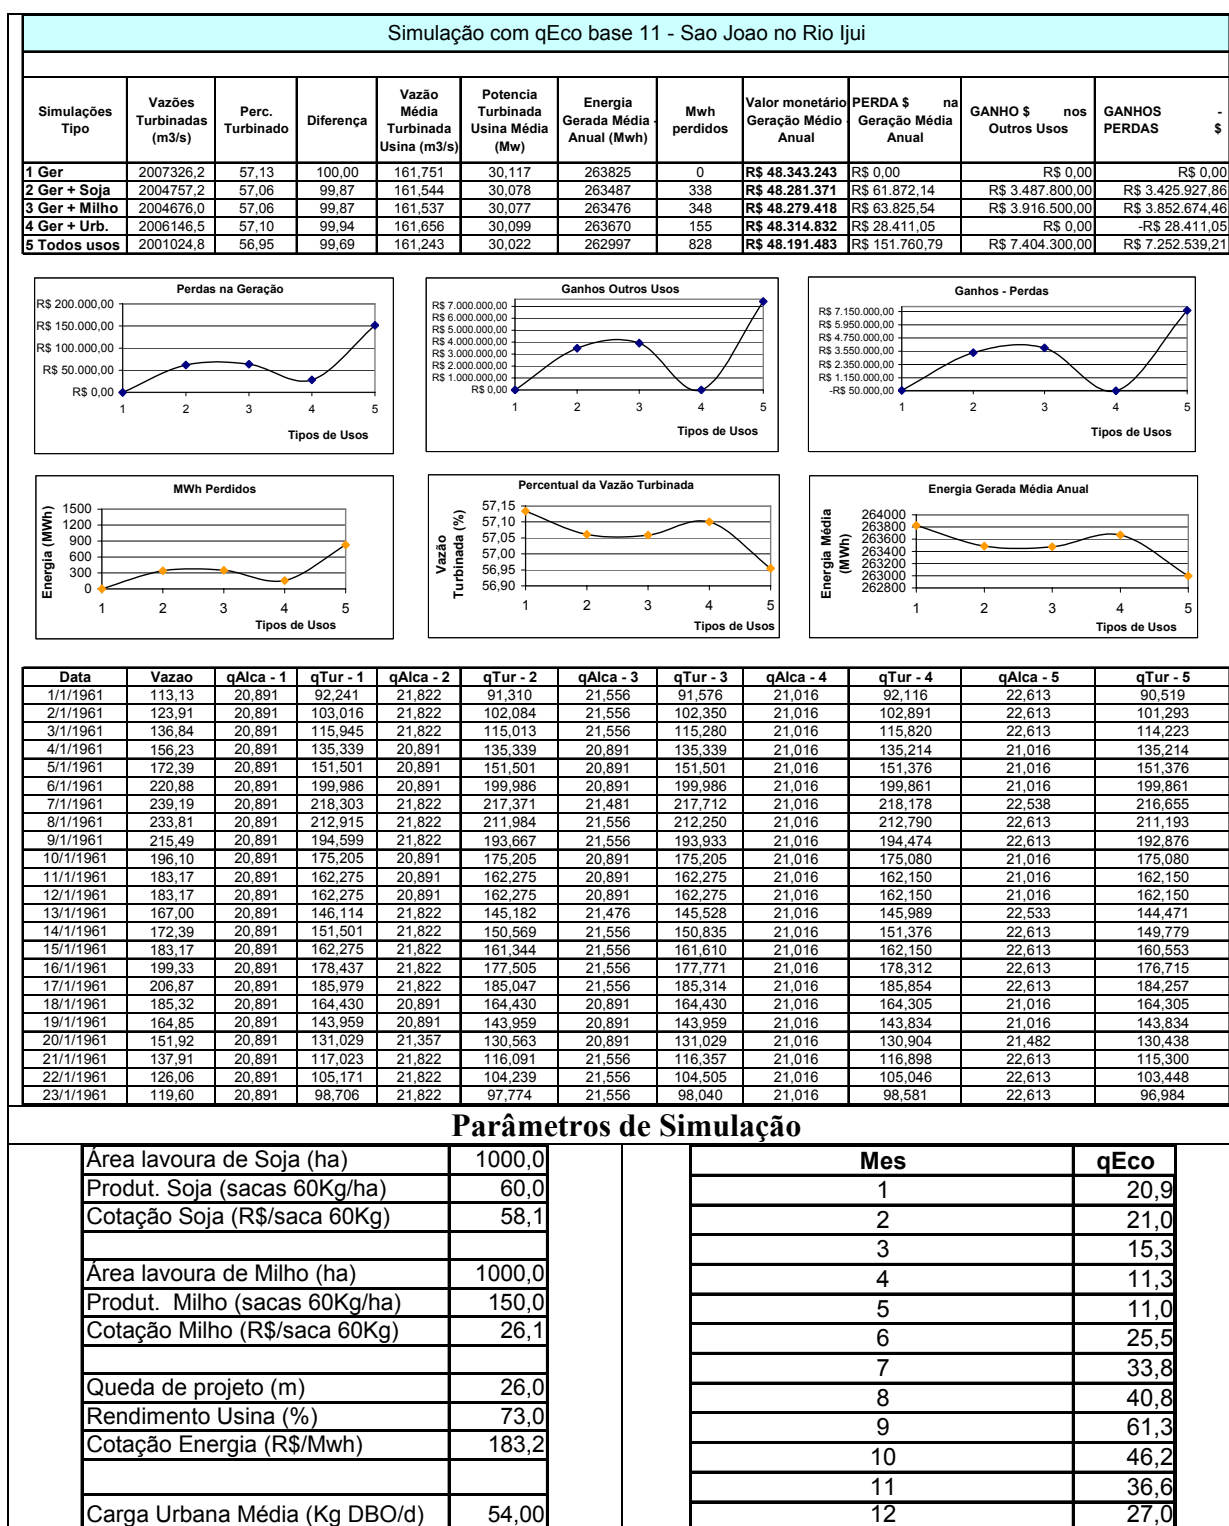 Simulação com qEco base 11 - Sao Joao no Rio Ijui
Simulações Tipo | Vazões Turbinadas (m3/s) | Perc. Turbinado | Diferença | Vazão Média Turbinada Usina (m3/s) | Potencia Turbinada Usina Média (Mw) | Energia Gerada Média - Anual (Mwh) | Mwh perdidos | Valor monetário Geração Médio - Anual | PERDA $ na Geração Média Anual | GANHO $ nos Outros Usos | GANHOS - PERDAS $
1 Ger | 2007326,2 | 57,13 | 100,00 | 161,751 | 30,117 | 263825 | 0 | R$ 48.343.243 | R$ 0,00 | R$ 0,00 | R$ 0,00
2 Ger + Soja | 2004757,2 | 57,06 | 99,87 | 161,544 | 30,078 | 263487 | 338 | R$ 48.281.371 | R$ 61.872,14 | R$ 3.487.800,00 | R$ 3.425.927,86
3 Ger + Milho | 2004676,0 | 57,06 | 99,87 | 161,537 | 30,077 | 263476 | 348 | R$ 48.279.418 | R$ 63.825,54 | R$ 3.916.500,00 | R$ 3.852.674,46
4 Ger + Urb. | 2006146,5 | 57,10 | 99,94 | 161,656 | 30,099 | 263670 | 155 | R$ 48.314.832 | R$ 28.411,05 | R$ 0,00 | -R$ 28.411,05
5 Todos usos | 2001024,8 | 56,95 | 99,69 | 161,243 | 30,022 | 262997 | 828 | R$ 48.191.483 | R$ 151.760,79 | R$ 7.404.300,00 | R$ 7.252.539,21
Perdas na Geração
R$ 200.000,00
R$ 150.000,00
R$ 100.000,00
R$ 50.000,00
R$ 0,00
1 2 3 4 5
Tipos de Usos
Ganhos Outros Usos
R$ 7.000.000,00
R$ 6.000.000,00
R$ 5.000.000,00
R$ 4.000.000,00
R$ 3.000.000,00
R$ 2.000.000,00
R$ 1.000.000,00
R$ 0,00
1 2 3 4 5
Tipos de Usos
Ganhos - Perdas
R$ 7.150.000,00
R$ 5.950.000,00
R$ 4.750.000,00
R$ 3.550.000,00
R$ 2.350.000,00
R$ 1.150.000,00
-R$ 50.000,00
1 2 3 4 5
Tipos de Usos
MWh Perdidos
Energia (MWh)
1500
1200
900
600
300
0
1 2 3 4 5
Tipos de Usos
Percentual da Vazão Turbinada
Vazão Turbinada (%)
57,15
57,10
57,05
57,00
56,95
56,90
1 2 3 4 5
Tipos de Usos
Energia Gerada Média Anual
Energia Média (MWh)
264000
263800
263600
263400
263200
263000
262800
1 2 3 4 5
Tipos de Usos
Data | Vazao | qAlca - 1 | qTur - 1 | qAlca - 2 | qTur - 2 | qAlca - 3 | qTur - 3 | qAlca - 4 | qTur - 4 | qAlca - 5 | qTur - 5
1/1/1961 | 113,13 | 20,891 | 92,241 | 21,822 | 91,310 | 21,556 | 91,576 | 21,016 | 92,116 | 22,613 | 90,519
2/1/1961 | 123,91 | 20,891 | 103,016 | 21,822 | 102,084 | 21,556 | 102,350 | 21,016 | 102,891 | 22,613 | 101,293
3/1/1961 | 136,84 | 20,891 | 115,945 | 21,822 | 115,013 | 21,556 | 115,280 | 21,016 | 115,820 | 22,613 | 114,223
4/1/1961 | 156,23 | 20,891 | 135,339 | 20,891 | 135,339 | 20,891 | 135,339 | 21,016 | 135,214 | 21,016 | 135,214
5/1/1961 | 172,39 | 20,891 | 151,501 | 20,891 | 151,501 | 20,891 | 151,501 | 21,016 | 151,376 | 21,016 | 151,376
6/1/1961 | 220,88 | 20,891 | 199,986 | 20,891 | 199,986 | 20,891 | 199,986 | 21,016 | 199,861 | 21,016 | 199,861
7/1/1961 | 239,19 | 20,891 | 218,303 | 21,822 | 217,371 | 21,481 | 217,712 | 21,016 | 218,178 | 22,538 | 216,655
8/1/1961 | 233,81 | 20,891 | 212,915 | 21,822 | 211,984 | 21,556 | 212,250 | 21,016 | 212,790 | 22,613 | 211,193
9/1/1961 | 215,49 | 20,891 | 194,599 | 21,822 | 193,667 | 21,556 | 193,933 | 21,016 | 194,474 | 22,613 | 192,876
10/1/1961 | 196,10 | 20,891 | 175,205 | 20,891 | 175,205 | 20,891 | 175,205 | 21,016 | 175,080 | 21,016 | 175,080
11/1/1961 | 183,17 | 20,891 | 162,275 | 20,891 | 162,275 | 20,891 | 162,275 | 21,016 | 162,150 | 21,016 | 162,150
12/1/1961 | 183,17 | 20,891 | 162,275 | 20,891 | 162,275 | 20,891 | 162,275 | 21,016 | 162,150 | 21,016 | 162,150
13/1/1961 | 167,00 | 20,891 | 146,114 | 21,822 | 145,182 | 21,476 | 145,528 | 21,016 | 145,989 | 22,533 | 144,471
14/1/1961 | 172,39 | 20,891 | 151,501 | 21,822 | 150,569 | 21,556 | 150,835 | 21,016 | 151,376 | 22,613 | 149,779
15/1/1961 | 183,17 | 20,891 | 162,275 | 21,822 | 161,344 | 21,556 | 161,610 | 21,016 | 162,150 | 22,613 | 160,553
16/1/1961 | 199,33 | 20,891 | 178,437 | 21,822 | 177,505 | 21,556 | 177,771 | 21,016 | 178,312 | 22,613 | 176,715
17/1/1961 | 206,87 | 20,891 | 185,979 | 21,822 | 185,047 | 21,556 | 185,314 | 21,016 | 185,854 | 22,613 | 184,257
18/1/1961 | 185,32 | 20,891 | 164,430 | 20,891 | 164,430 | 20,891 | 164,430 | 21,016 | 164,305 | 21,016 | 164,305
19/1/1961 | 164,85 | 20,891 | 143,959 | 20,891 | 143,959 | 20,891 | 143,959 | 21,016 | 143,834 | 21,016 | 143,834
20/1/1961 | 151,92 | 20,891 | 131,029 | 21,357 | 130,563 | 20,891 | 131,029 | 21,016 | 130,904 | 21,482 | 130,438
21/1/1961 | 137,91 | 20,891 | 117,023 | 21,822 | 116,091 | 21,556 | 116,357 | 21,016 | 116,898 | 22,613 | 115,300
22/1/1961 | 126,06 | 20,891 | 105,171 | 21,822 | 104,239 | 21,556 | 104,505 | 21,016 | 105,046 | 22,613 | 103,448
23/1/1961 | 119,60 | 20,891 | 98,706 | 21,822 | 97,774 | 21,556 | 98,040 | 21,016 | 98,581 | 22,613 | 96,984
Parâmetros de Simulação
Área lavoura de Soja (ha) | 1000,0
Produt. Soja (sacas 60Kg/ha) | 60,0
Cotação Soja (R$/saca 60Kg) | 58,1
Área lavoura de Milho (ha) | 1000,0
Produt. Milho (sacas 60Kg/ha) | 150,0
Cotação Milho (R$/saca 60Kg) | 26,1
Queda de projeto (m) | 26,0
Rendimento Usina (%) | 73,0
Cotação Energia (R$/Mwh) | 183,2
Carga Urbana Média (Kg DBO/d) | 54,00
Mes | qEco
1 | 20,9
2 | 21,0
3 | 15,3
4 | 11,3
5 | 11,0
6 | 25,5
7 | 33,8
8 | 40,8
9 | 61,3
10 | 46,2
11 | 36,6
12 | 27,0